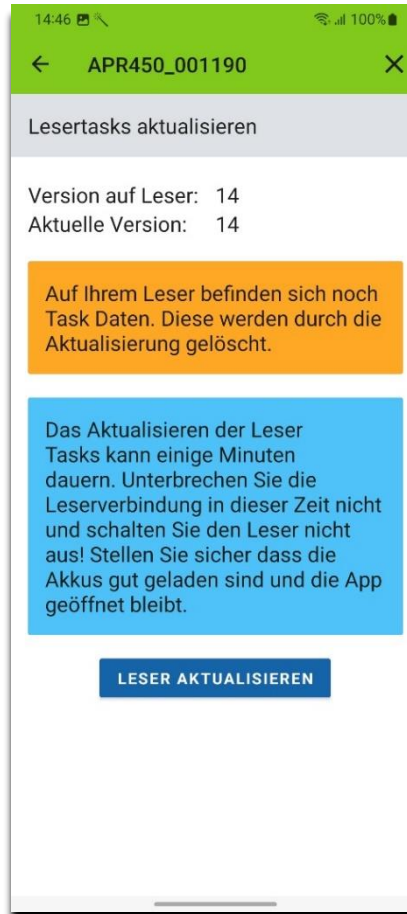 14:46 100%
APR450_001190
Lesertasks aktualisieren
Version auf Leser: 14
Aktuelle Version: 14
Auf Ihrem Leser befinden sich noch
Task Daten. Diese werden durch die
Aktualisierung gelöscht.
Das Aktualisieren der Leser
Tasks kann einige Minuten
dauern. Unterbrechen Sie die
Leserverbindung in dieser Zeit nicht
und schalten Sie den Leser nicht
aus! Stellen Sie sicher dass die
Akkus gut geladen sind und die App
geöffnet bleibt.
LESER AKTUALISIEREN